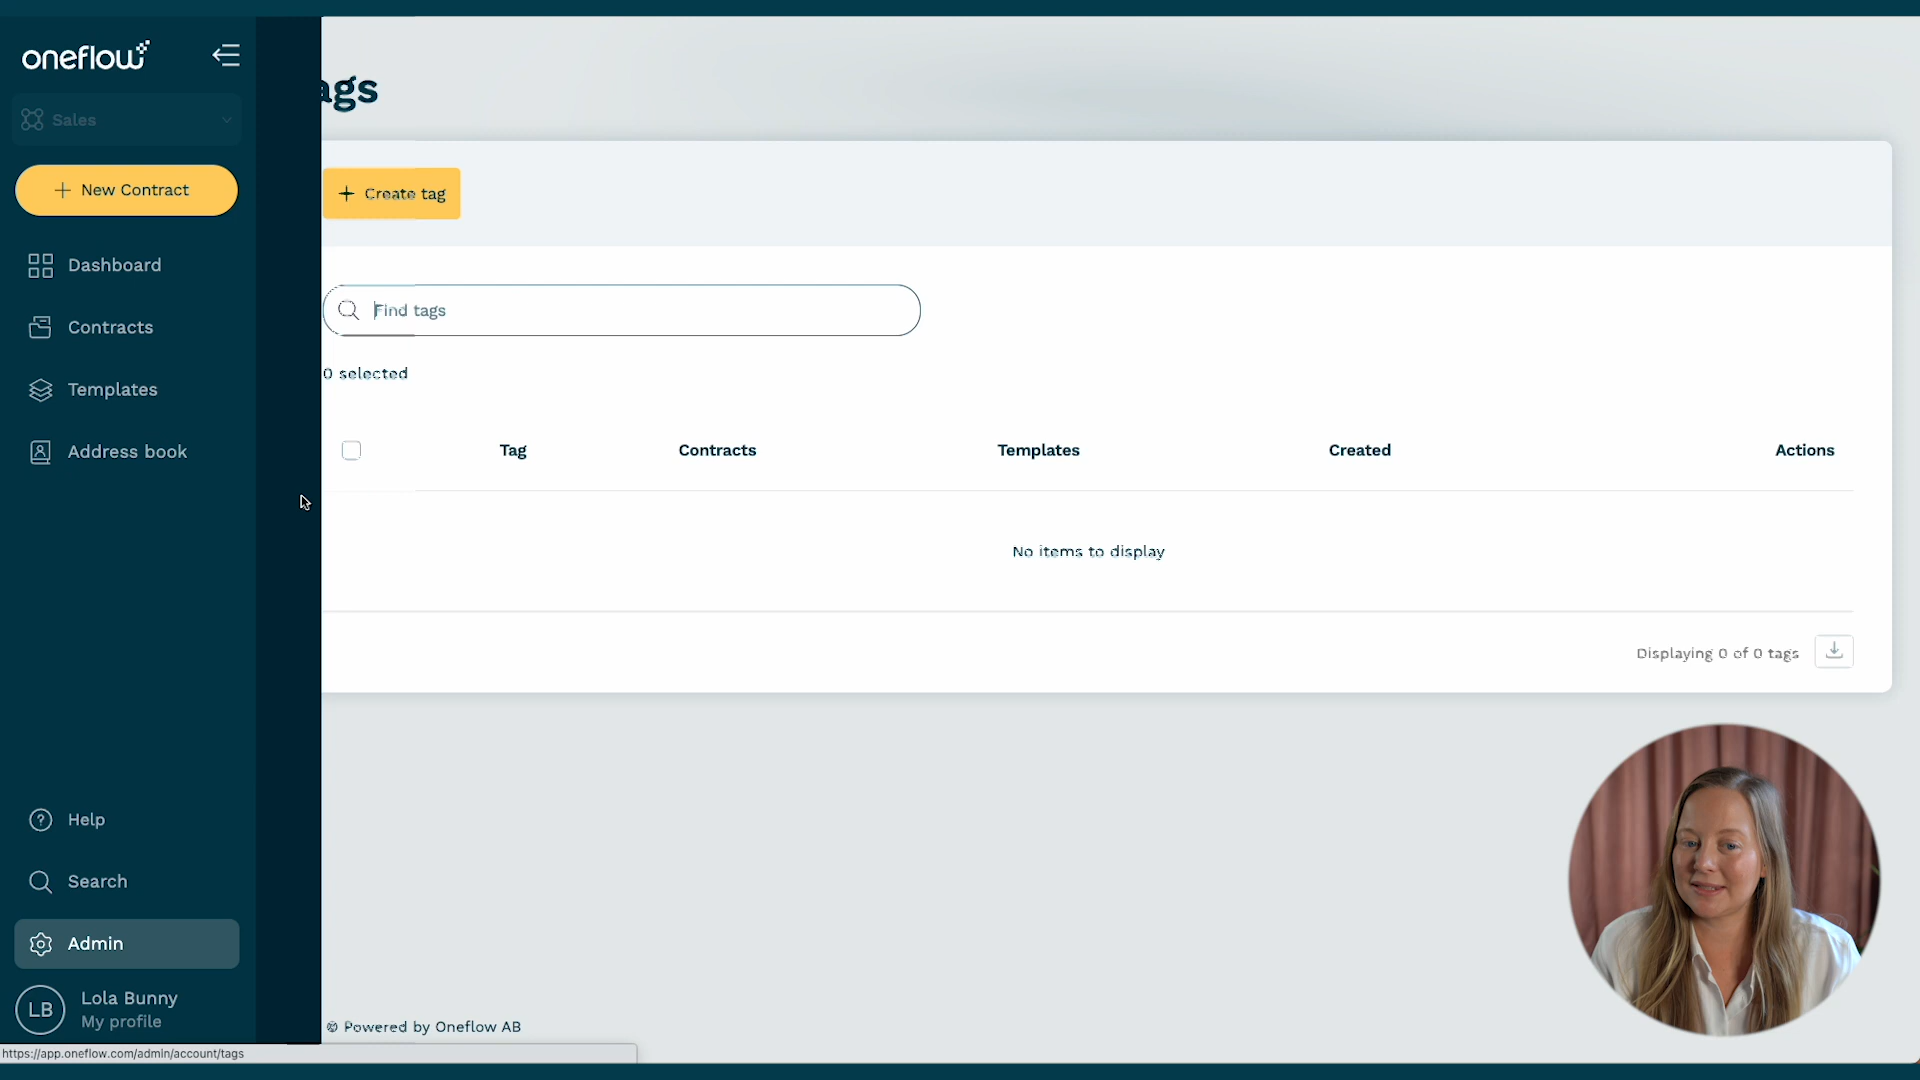 oneflow
Sales
+ New Contract
Dashboard
Contracts
Templates
Address book
Help
Search
Admin
LB
Lola Bunny
My profile
https://app.oneflow.com/admin/account/tags
ags
+ Create tag
Find tags
0 selected
Tag Contracts Templates Created Actions
No items to display
Displaying 0 of 0 tags
© Powered by Oneflow AB